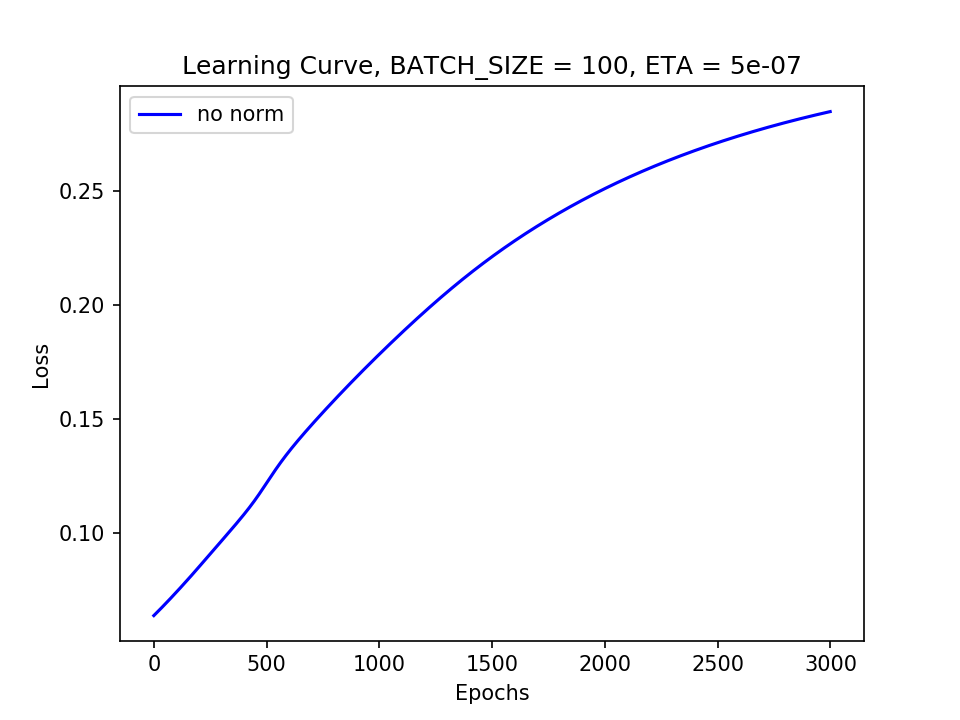 Learning Curve, BATCH_SIZE = 100, ETA = 5e-07
no norm
0.25
0.20
0.15
0.10
Loss
0 500 1000 1500 2000 2500 3000
Epochs